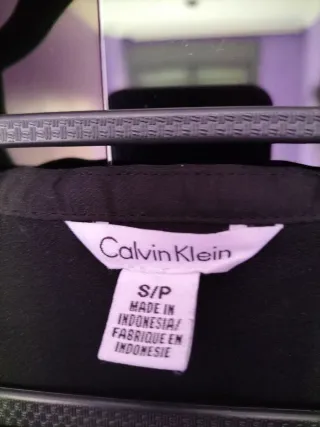 Calvin Klein
S/P
MADE IN
INDONESIA/
FABRIQUE EN
INDONESIE